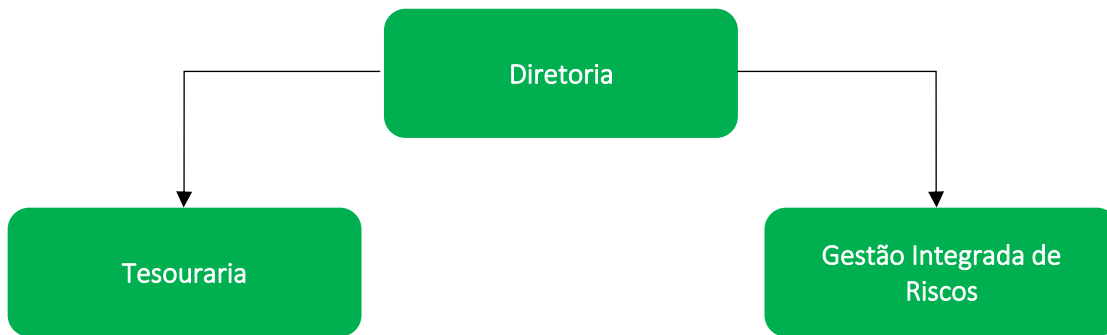 Diretoria
Tesouraria
Gestão Integrada de
Riscos